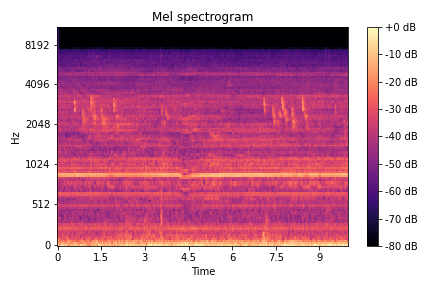 Mel spectrogram
+0 dB
8192
-10 dB
4096
-20 dB
-30 dB
2048
Hz
-40 dB
1024
-50 dB
512
-60 dB
-70 dB
0
-80 dB
0 1.5 3 4.5 6 7.5 9
Time